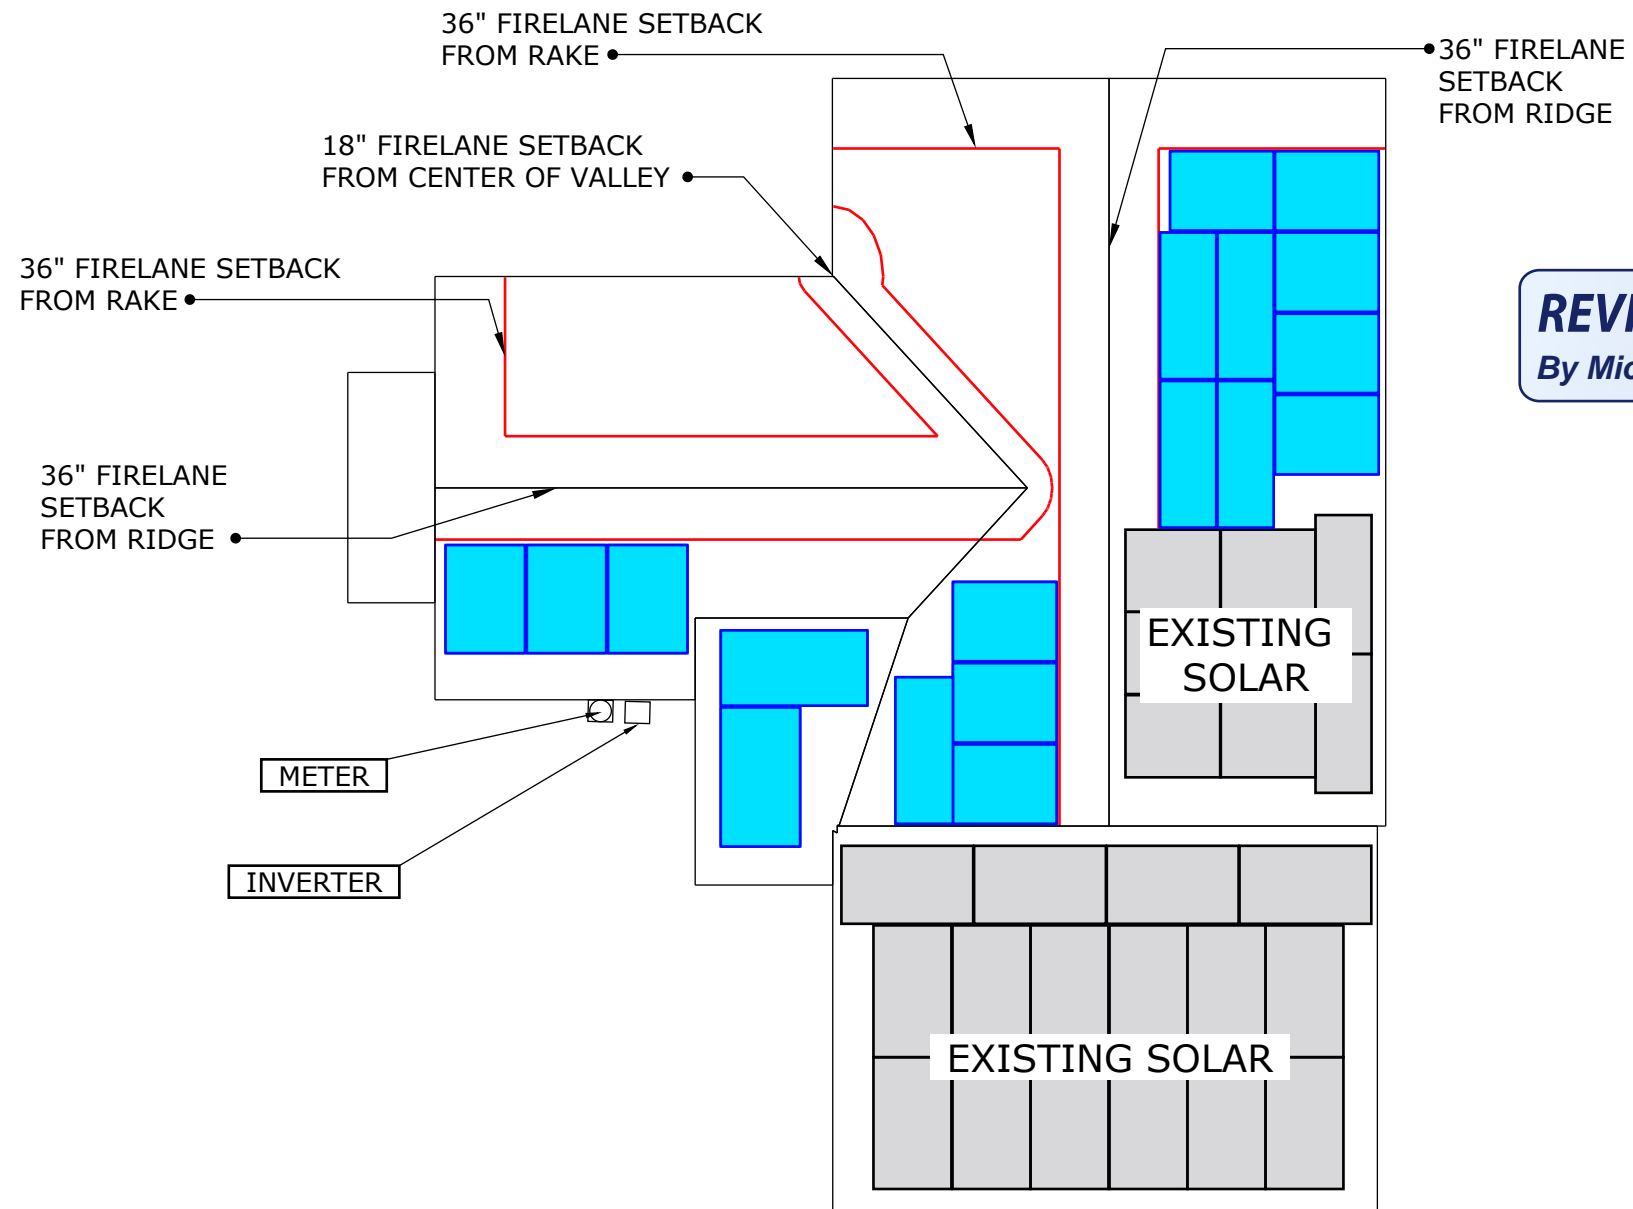 36" FIRELANE SETBACK
FROM RAKE
36" FIRELANE
SETBACK
FROM RIDGE
18" FIRELANE SETBACK
FROM CENTER OF VALLEY
36" FIRELANE SETBACK
FROM RAKE
By
36" FIRELANE
SETBACK
FROM RIDGE
EXISTING
SOLAR
METER
INVERTER
EXISTING SOLAR